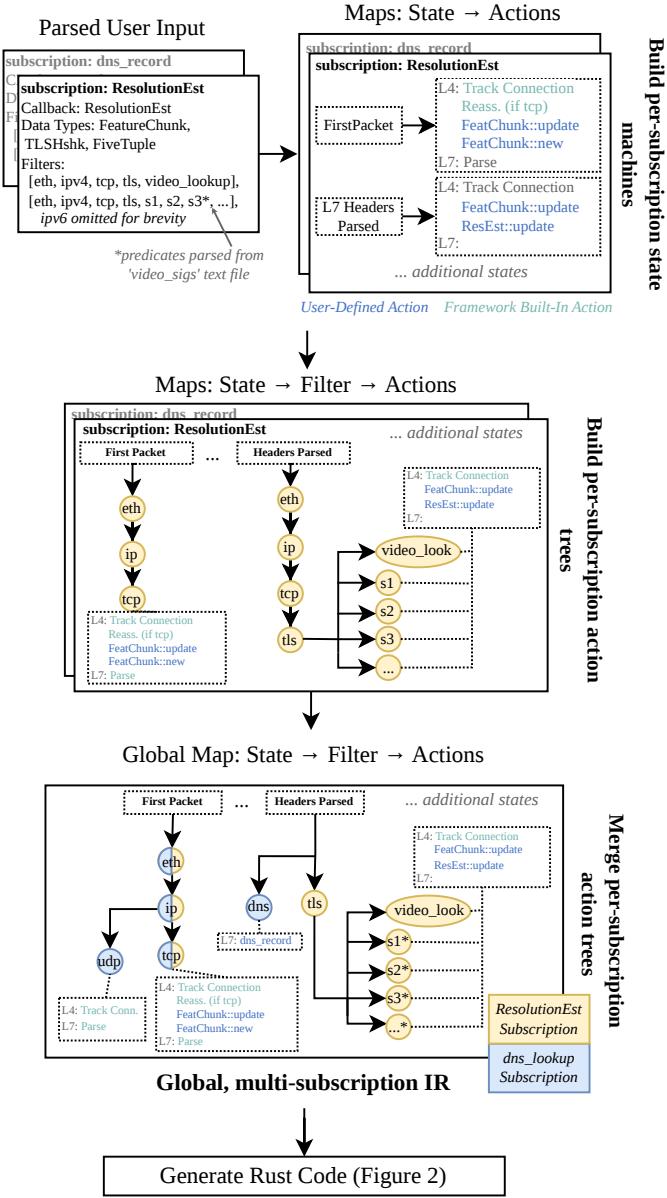 Parsed User Input
subscription: dns_record
C
D
Fi
[
[
subscription: ResolutionEst
Callback: ResolutionEst
Data Types: FeatureChunk,
TLSHshk, FiveTuple
Filters:
[eth, ipv4, tcp, tls, video_lookup],
[eth, ipv4, tcp, tls, s1, s2, s3*, ...],
ipv6 omitted for brevity
*predicates parsed from
'video_sigs' text file
Maps: State → Actions
subscription: dns_record
subscription: ResolutionEst
FirstPacket
L4: Track Connection
Reass. (if tcp)
FeatChunk::update
FeatChunk::new
L7: Parse
L7 Headers
Parsed
L4: Track Connection
FeatChunk::update
ResEst::update
L7:
... additional states
User-Defined Action
Framework Built-In Action
Build per-subscription state
machines
Maps: State → Filter → Actions
subscription: dns_record
subscription: ResolutionEst
... additional states
First Packet
...
Headers Parsed
eth
ip
tcp
L4: Track Connection
Reass. (if tcp)
FeatChunk::update
FeatChunk::new
L7: Parse
eth
ip
tcp
tls
L4: Track Connection
FeatChunk::update
ResEst::update
L7:
video_look
s1
s2
s3
...
Build per-subscription action
trees
Global Map: State → Filter → Actions
First Packet
...
Headers Parsed
... additional states
eth
ip
udp
tcp
L4: Track Conn.
L7: Parse
L4: Track Connection
Reass. (if tcp)
FeatChunk::update
FeatChunk::new
L7: Parse
dns
L7: dns_record
tls
L4: Track Connection
FeatChunk::update
ResEst::update
L7:
video_look
s1*
s2*
s3*
...*
Merge per-subscription
action trees
ResolutionEst
Subscription
dns_lookup
Subscription
Global, multi-subscription IR
Generate Rust Code (Figure 2)